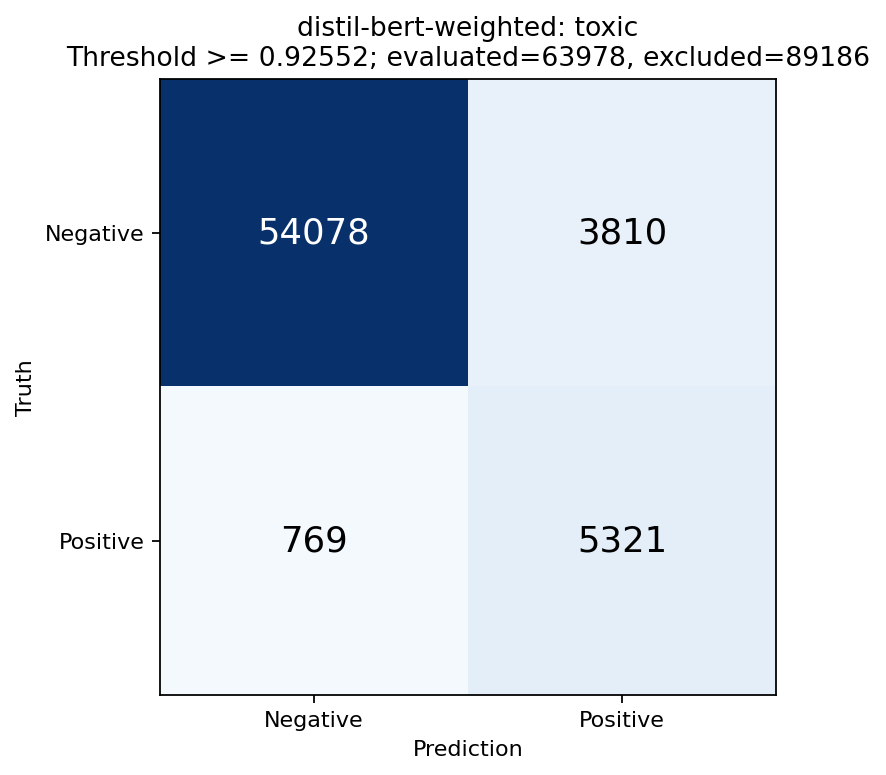 distil-bert-weighted: toxic
Threshold >= 0.92552; evaluated=63978, excluded=89186
Truth
Negative
54078
3810
Positive
769
5321
Negative
Positive
Prediction